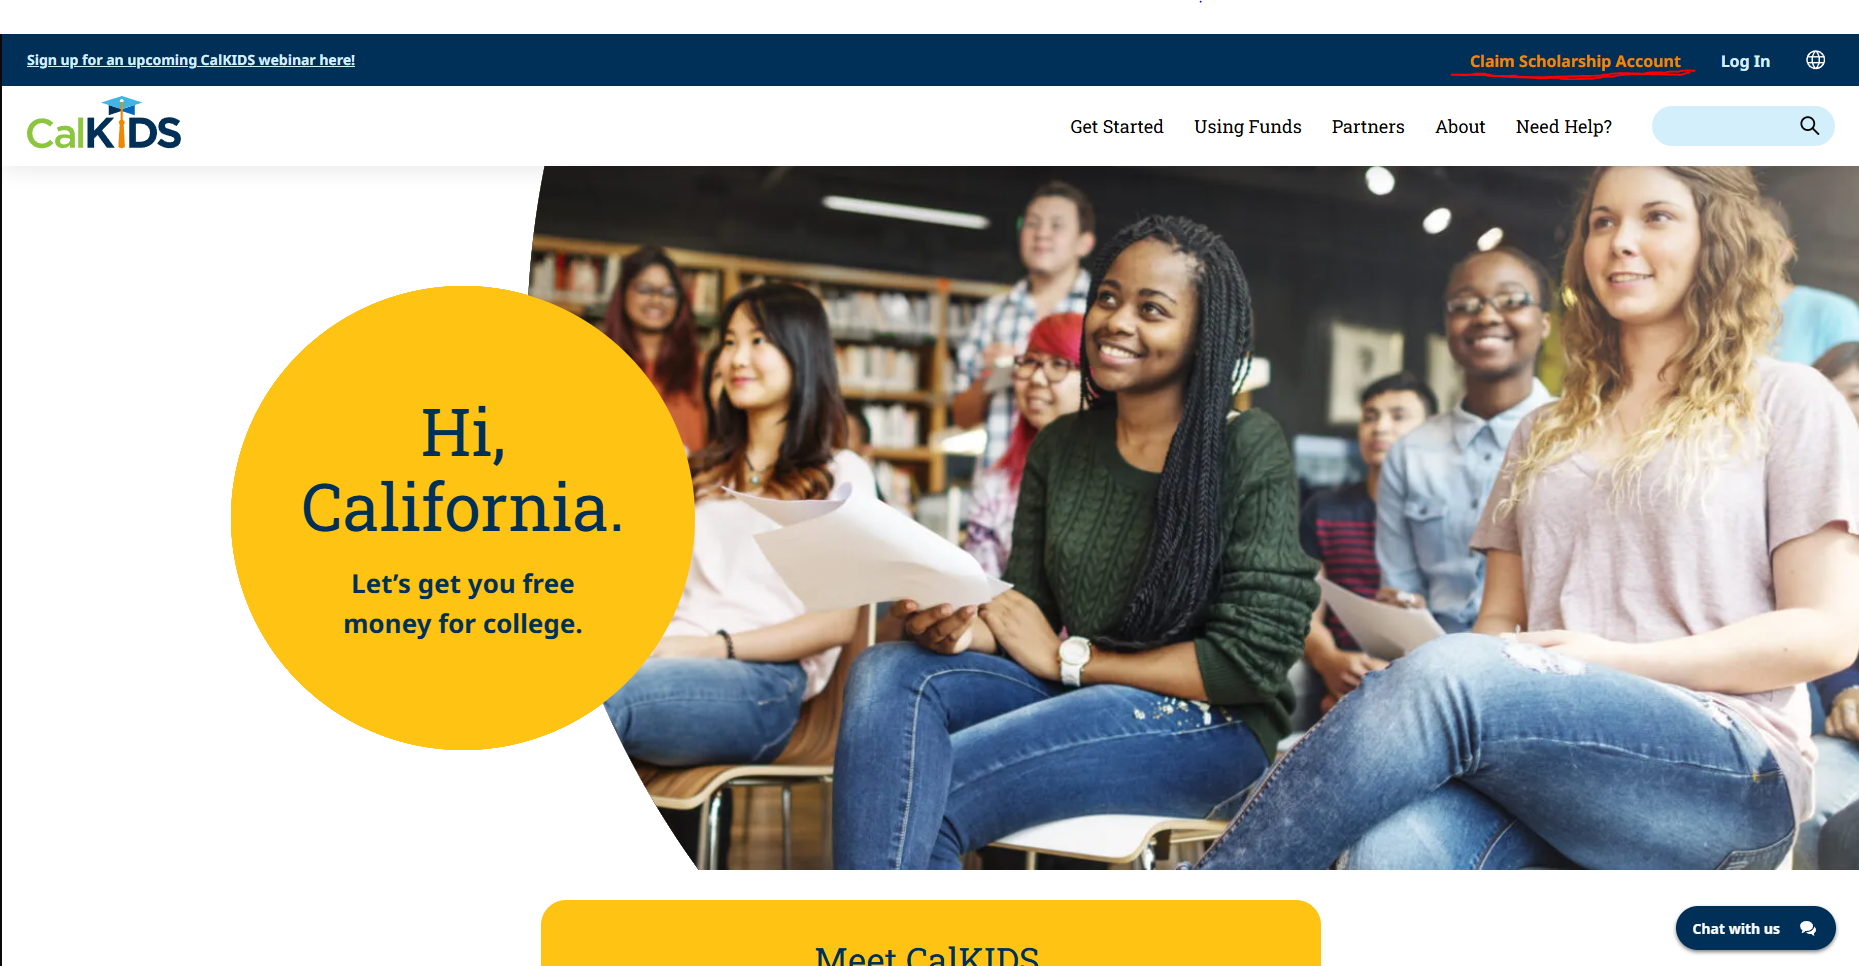 Sign up for an upcoming CalKIDS webinar here!
Claim Scholarship Account
Log In
CalKIDS
Get Started
Using Funds
Partners
About
Need Help?
Hi,
California.
Let’s get you free
money for college.
Meet CalKIDS
Chat with us